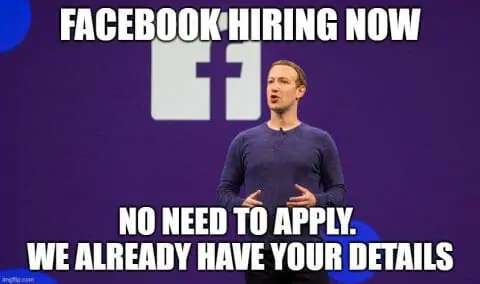 FACEBOOK HIRING NOW
f
NO NEED TO APPLY.
WE ALREADY HAVE YOUR DETAILS
imgflip.com